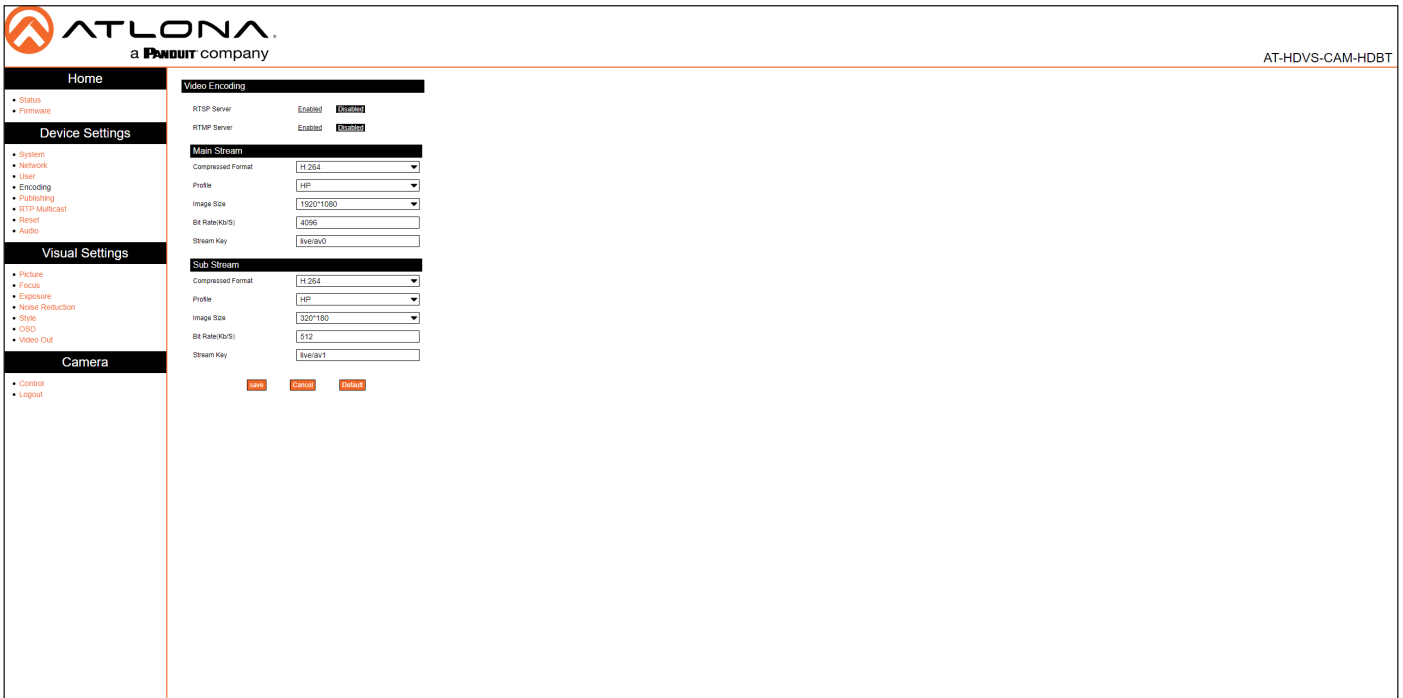 ATLONA.
a PANDUIT company
AT-HDVS-CAM-HDBT
Home
Status
Firmware
Device Settings
System
Network
User
Encoding
Publishing
RTP Multicast
Reset
Audio
Visual Settings
Picture
Focus
Exposure
Noise Reduction
Style
OSD
Video Out
Camera
Control
Logout
Video Encoding
RTSP Server Enabled Disabled
RTMP Server Enabled Disabled
Main Stream
Compressed Format H.264
Profile HP
Image Size 1920*1080
Bit Rate(Kb/S) 4096
Stream Key live/av0
Sub Stream
Compressed Format H.264
Profile HP
Image Size 320*180
Bit Rate(Kb/S) 512
Stream Key live/av1
save Cancel Default